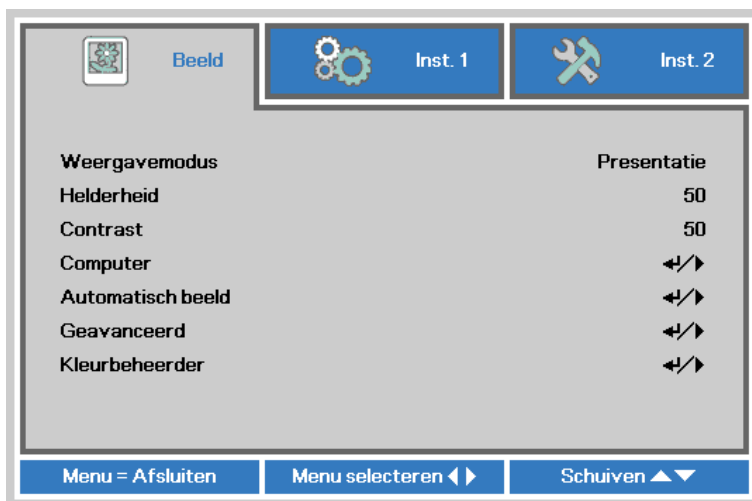 Beeld Inst. 1 Inst. 2
Weergavemodus Presentatie
Helderheid 50
Contrast 50
Computer
Automatisch beeld
Geavanceerd
Kleurbeheerder
Menu = Afsluiten Menu selecteren Schuiven